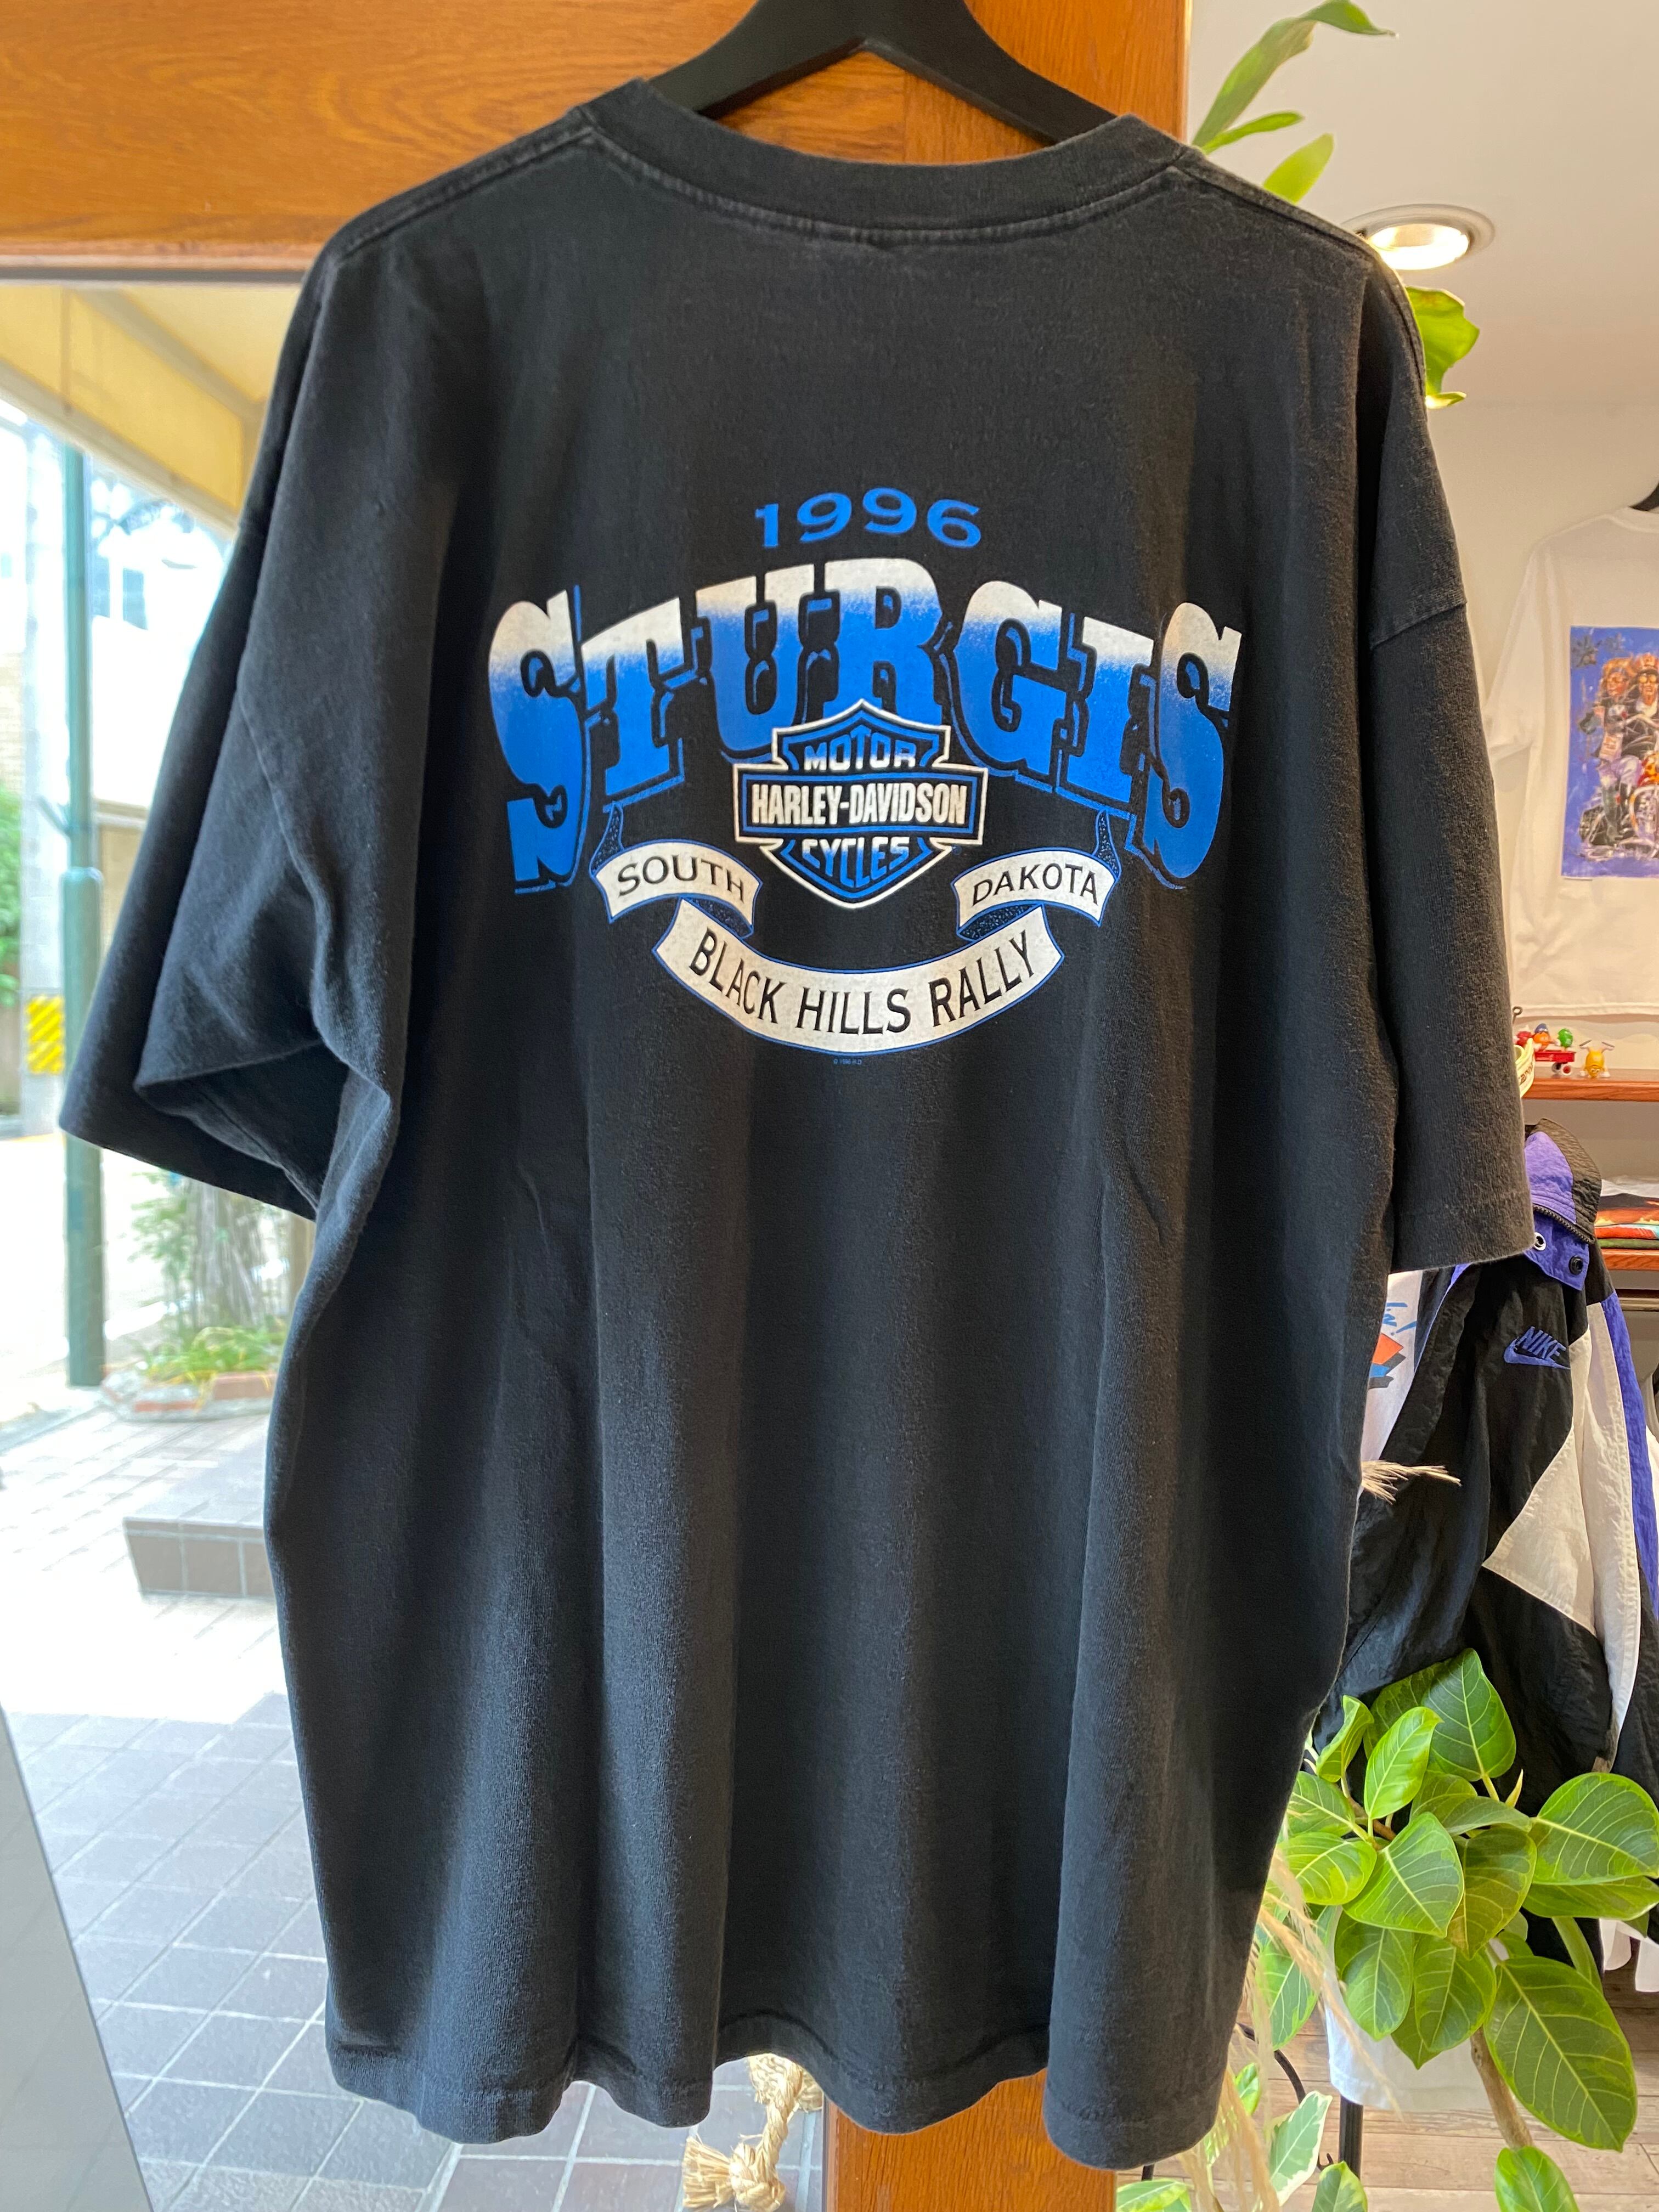 1996
STURGIS
MOTOR
HARLEY-DAVIDSON
CYCLES
SOUTH DAKOTA
BLACK HILLS RALLY
NIKE